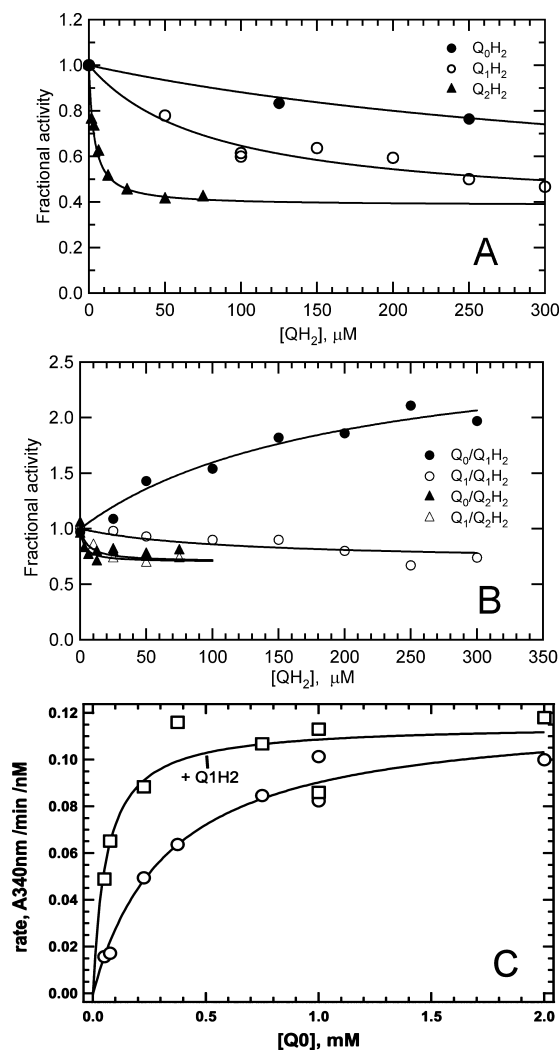 A
1.0
0.8
0.6
0.4
0.2
0.0
Fractional activity
Q₀H₂
Q₁H₂
Q₂H₂
0 50 100 150 200 250 300
[QH₂], μM
2.5
2.0
1.5
1.0
0.5
0.0
Fractional activity
Q₀/Q₁H₂
Q₁/Q₁H₂
Q₀/Q₂H₂
Q₁/Q₂H₂
B
0 50 100 150 200 250 300 350
[QH₂], μM
0.12
0.10
0.08
0.06
0.04
0.02
0.00
rate, A340nm /min /nM
+ Q1H2
C
0.0 0.5 1.0 1.5 2.0
[Q0], mM